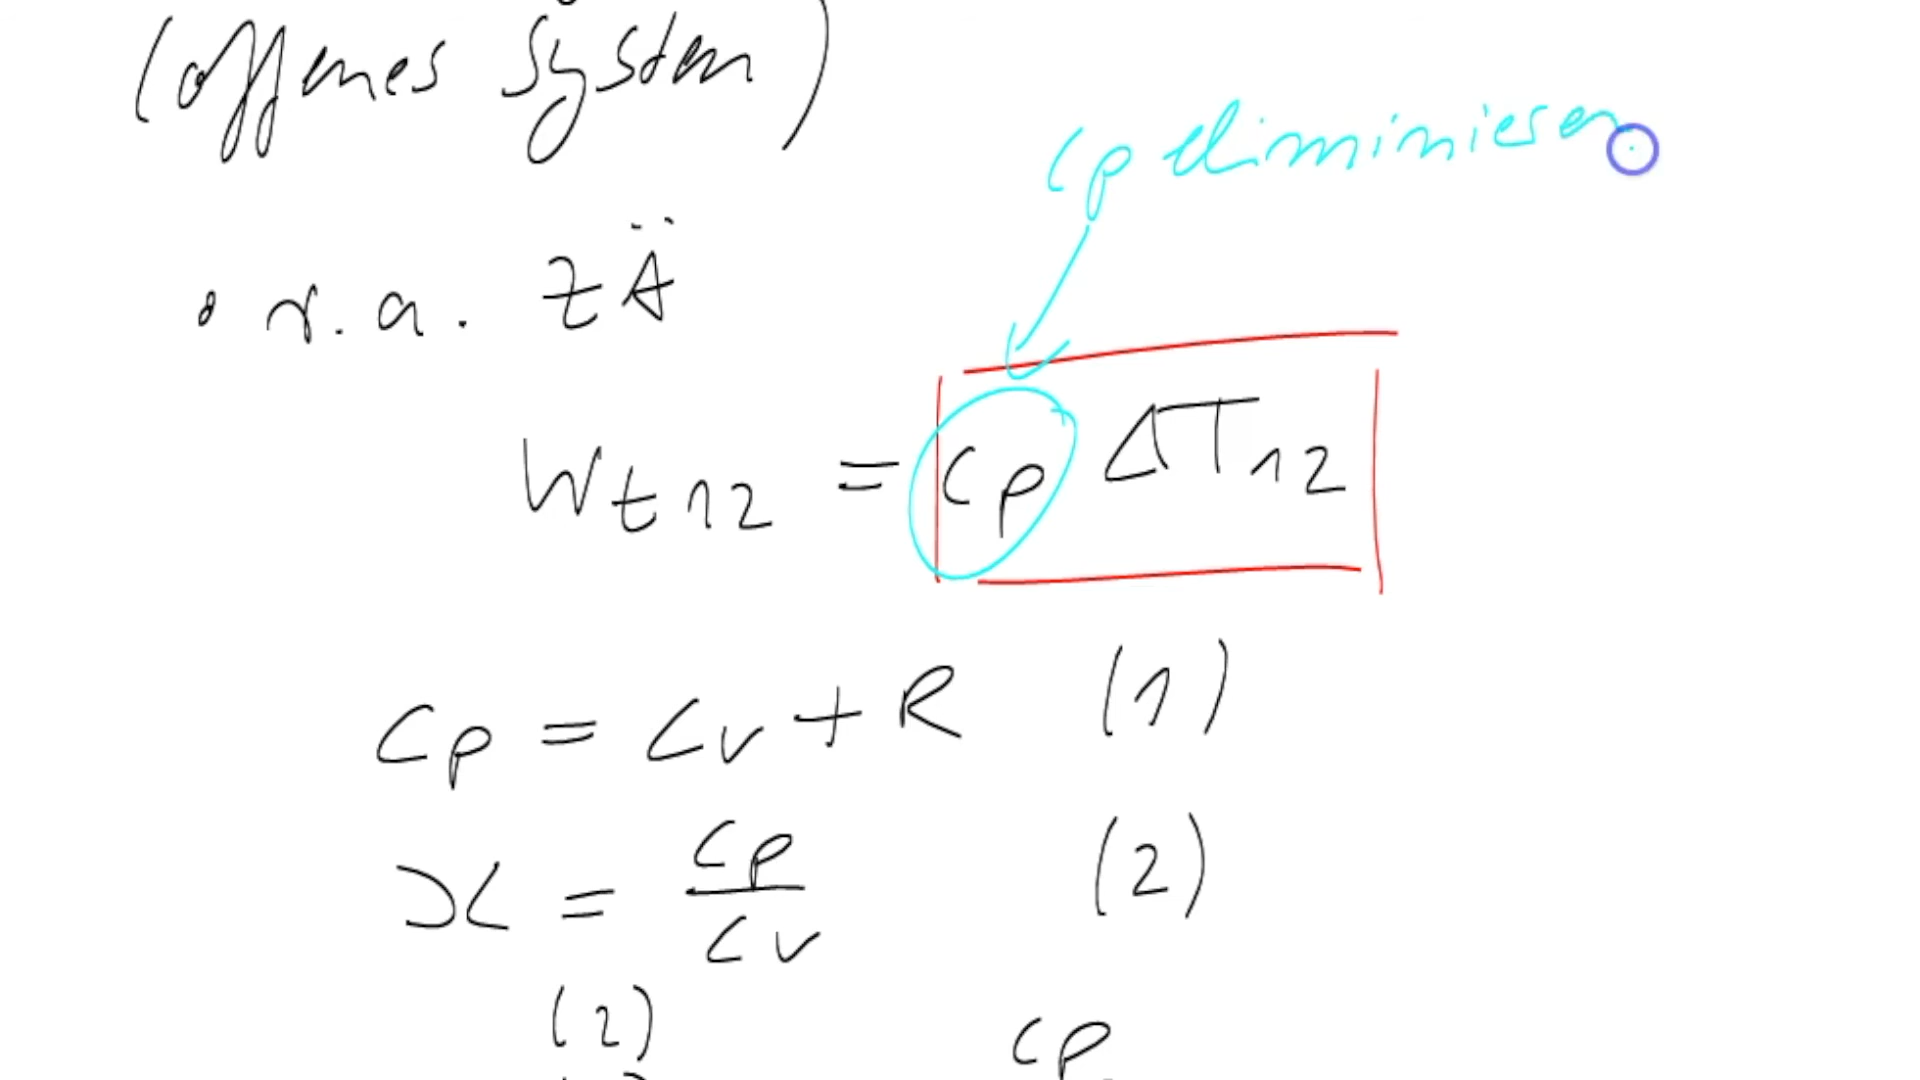 (offenes System)
cp eliminieren
• r.a. ZÄ
Wt12 = cp ΔT12
cp = cv + R (1)
ϰ = cp / cv (2)
(2)
cp